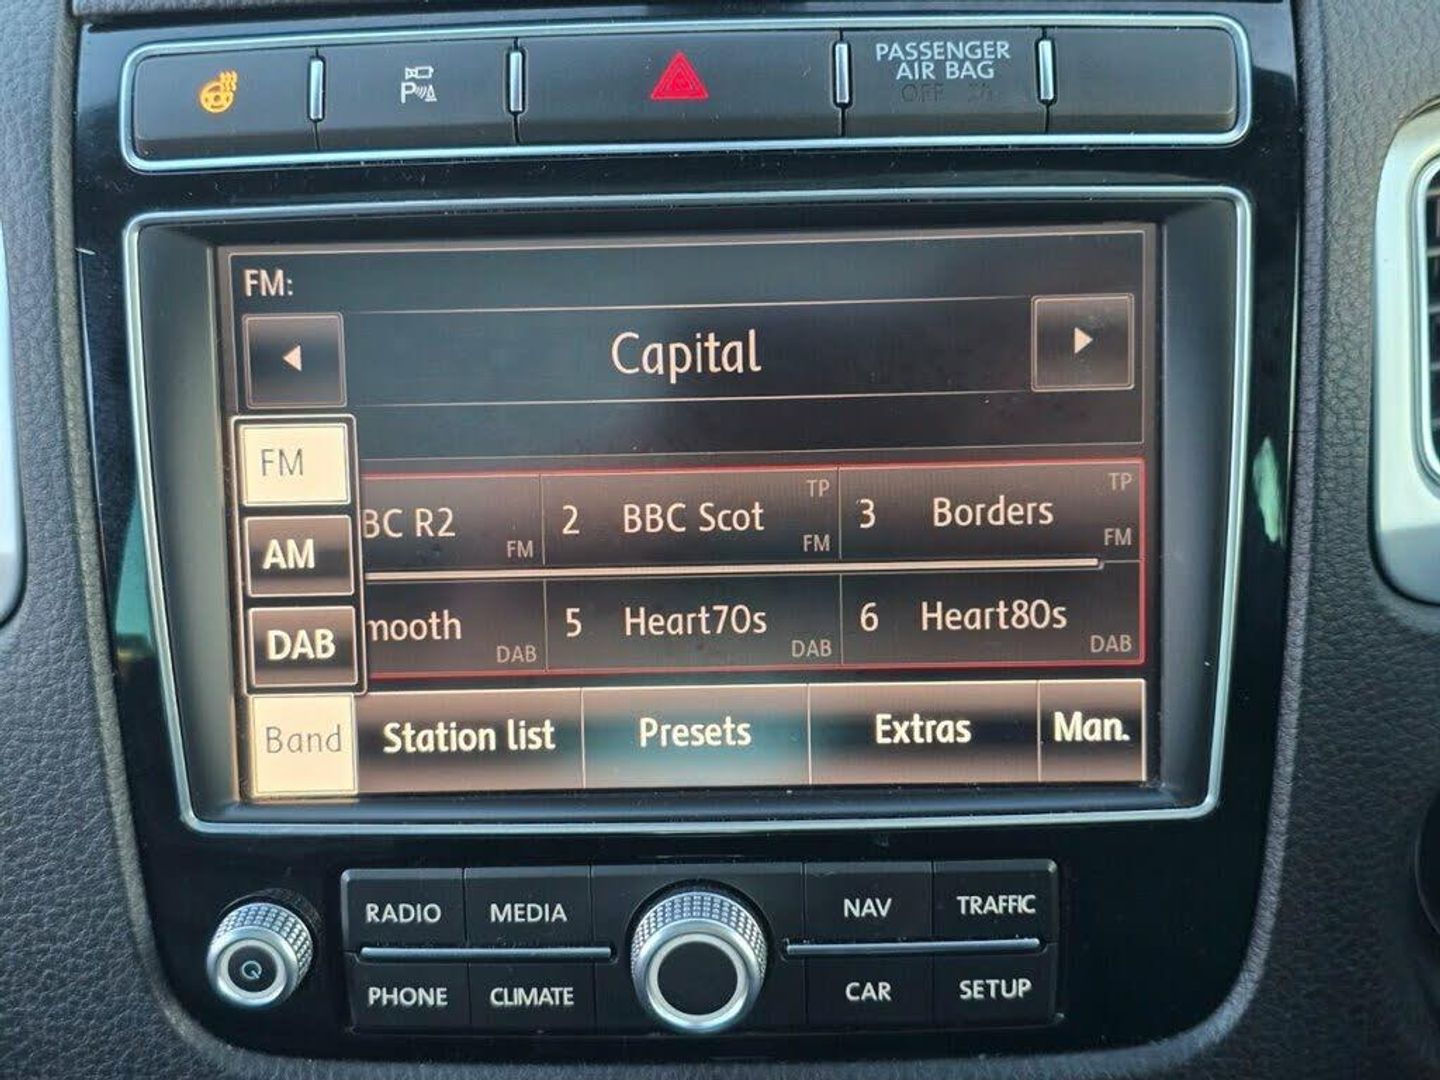 PASSENGER
AIR BAG
OFF
P
FM:
Capital
FM
AM
DAB
Band
BC R2
FM
2 BBC Scot
TP
FM
3 Borders
TP
FM
mooth
DAB
5 Heart70s
DAB
6 Heart80s
DAB
Station list
Presets
Extras
Man.
RADIO
MEDIA
NAV
TRAFFIC
PHONE
CLIMATE
CAR
SETUP